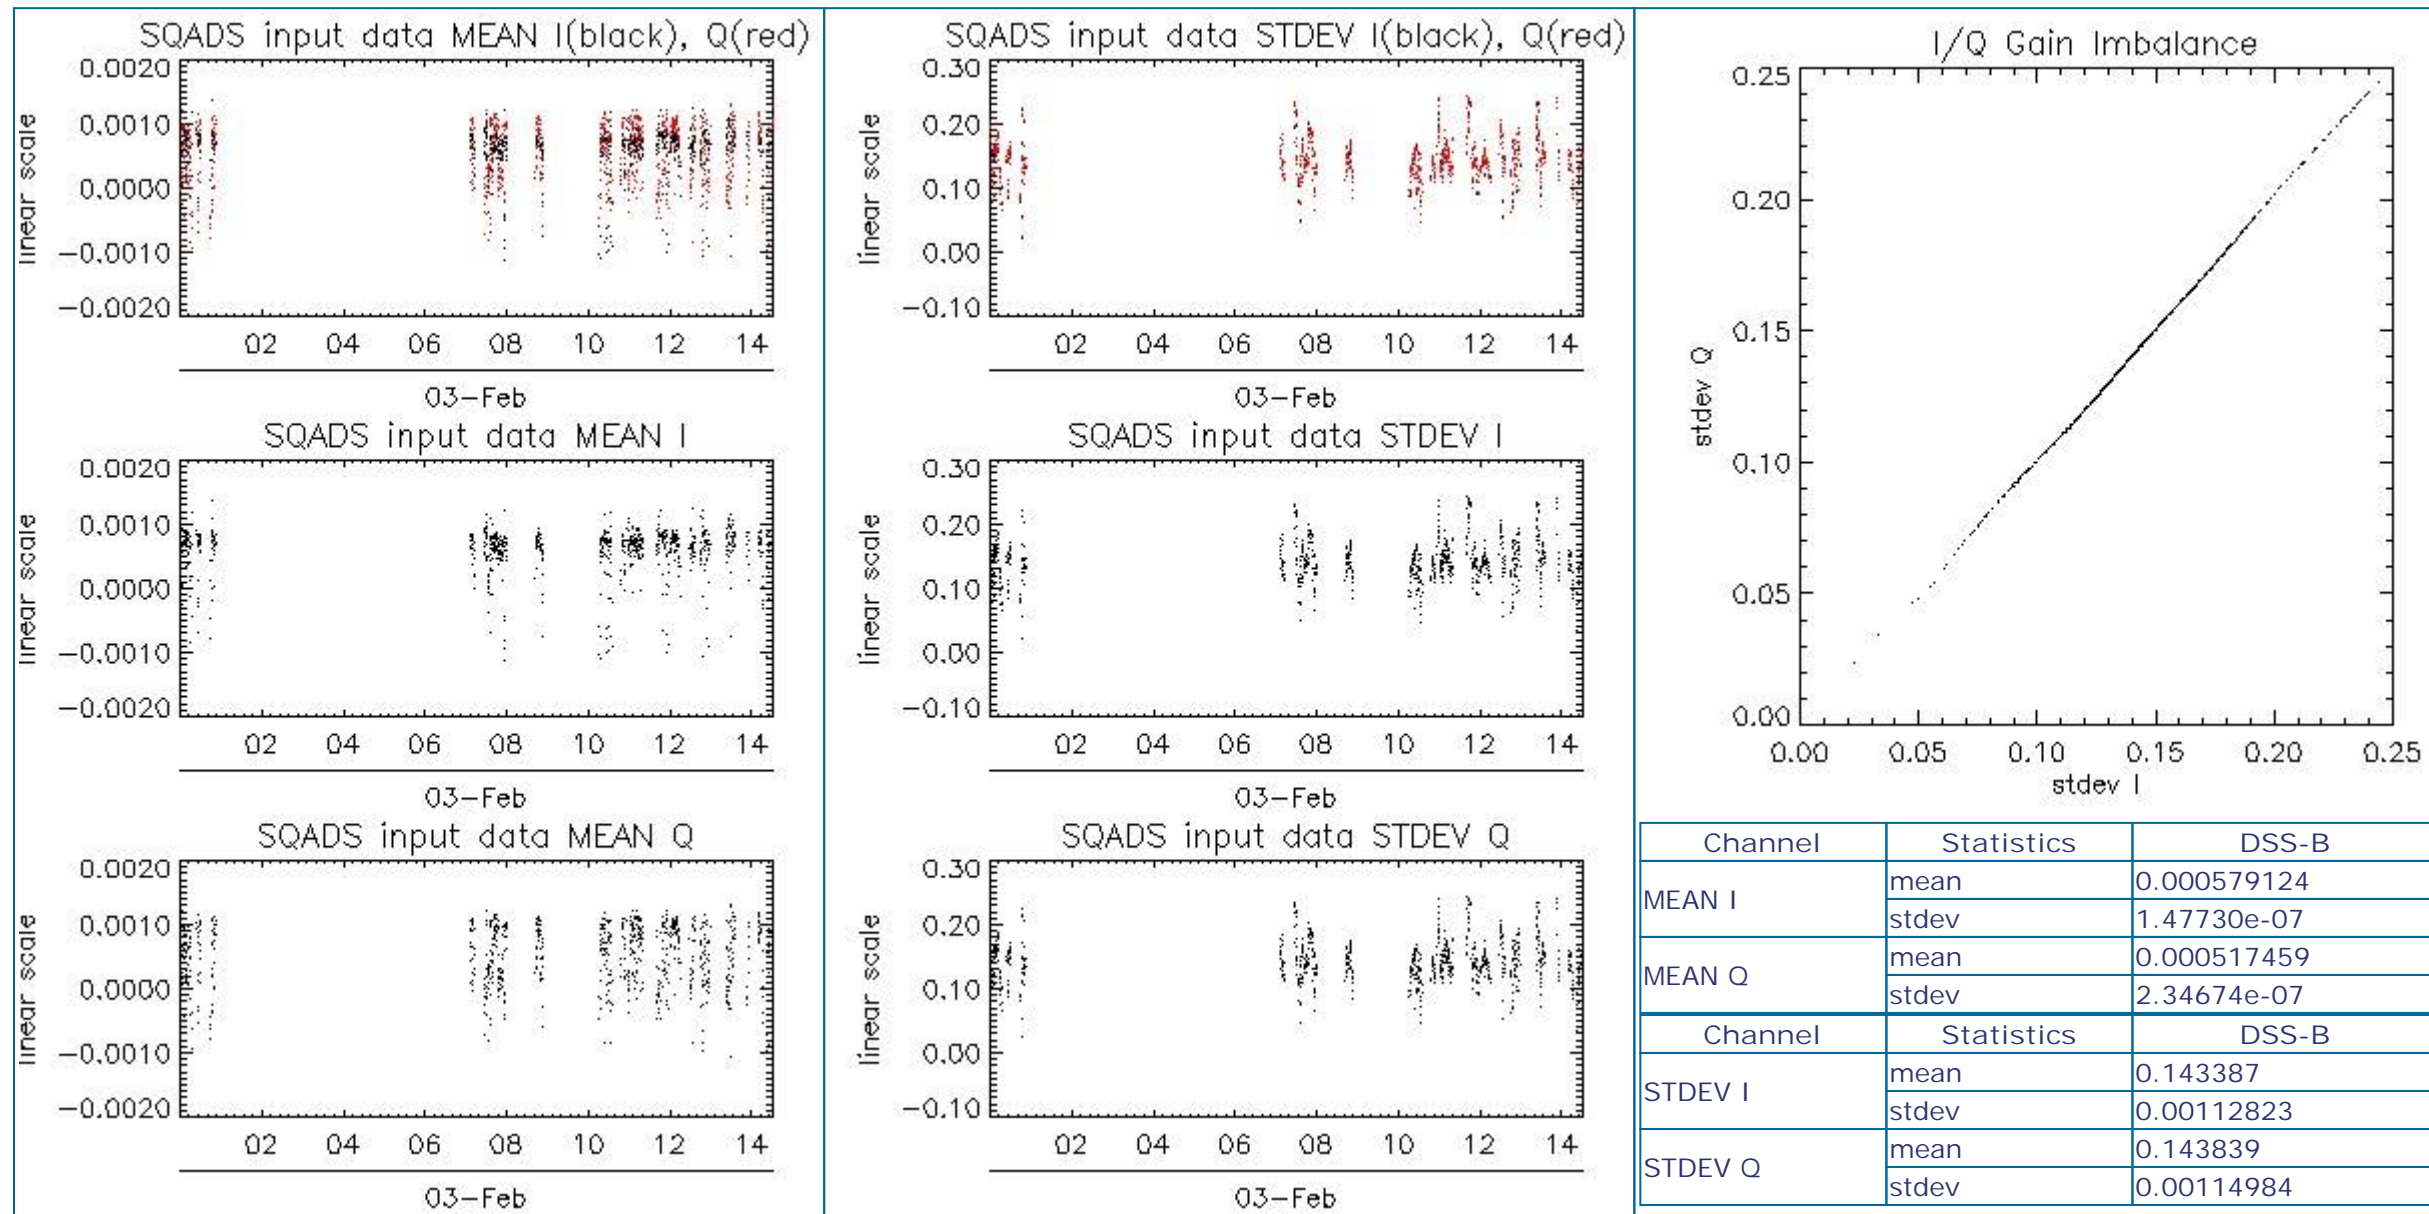 SQADS input data MEAN I(black), Q(red)
0.0020
0.0010
0.0000
-0.0010
-0.0020
linear scale
02 04 06 08 10 12 14
03-Feb
SQADS input data MEAN I
0.0020
0.0010
0.0000
-0.0010
-0.0020
linear scale
02 04 06 08 10 12 14
03-Feb
SQADS input data MEAN Q
0.0020
0.0010
0.0000
-0.0010
-0.0020
linear scale
02 04 06 08 10 12 14
03-Feb
SQADS input data STDEV I(black), Q(red)
0.30
0.20
0.10
0.00
-0.10
linear scale
02 04 06 08 10 12 14
03-Feb
SQADS input data STDEV I
0.30
0.20
0.10
0.00
-0.10
linear scale
02 04 06 08 10 12 14
03-Feb
SQADS input data STDEV Q
0.30
0.20
0.10
0.00
-0.10
linear scale
02 04 06 08 10 12 14
03-Feb
I/Q Gain Imbalance
0.25
0.20
0.15
0.10
0.05
0.00
stdev Q
0.00 0.05 0.10 0.15 0.20 0.25
stdev I
Channel Statistics DSS-B
MEAN I mean 0.000579124
stdev 1.47730e-07
MEAN Q mean 0.000517459
stdev 2.34674e-07
Channel Statistics DSS-B
STDEV I mean 0.143387
stdev 0.00112823
STDEV Q mean 0.143839
stdev 0.00114984